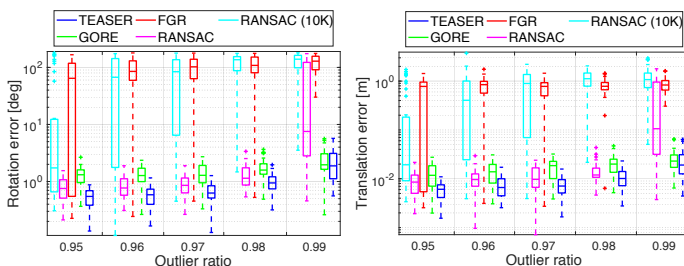 TEASER FGR RANSAC (10K)
GORE RANSAC
Rotation error [deg]
10²
10¹
10⁰
0.95 0.96 0.97 0.98 0.99
Outlier ratio
TEASER FGR RANSAC (10K)
GORE RANSAC
Translation error [m]
10⁰
10⁻²
0.95 0.96 0.97 0.98 0.99
Outlier ratio